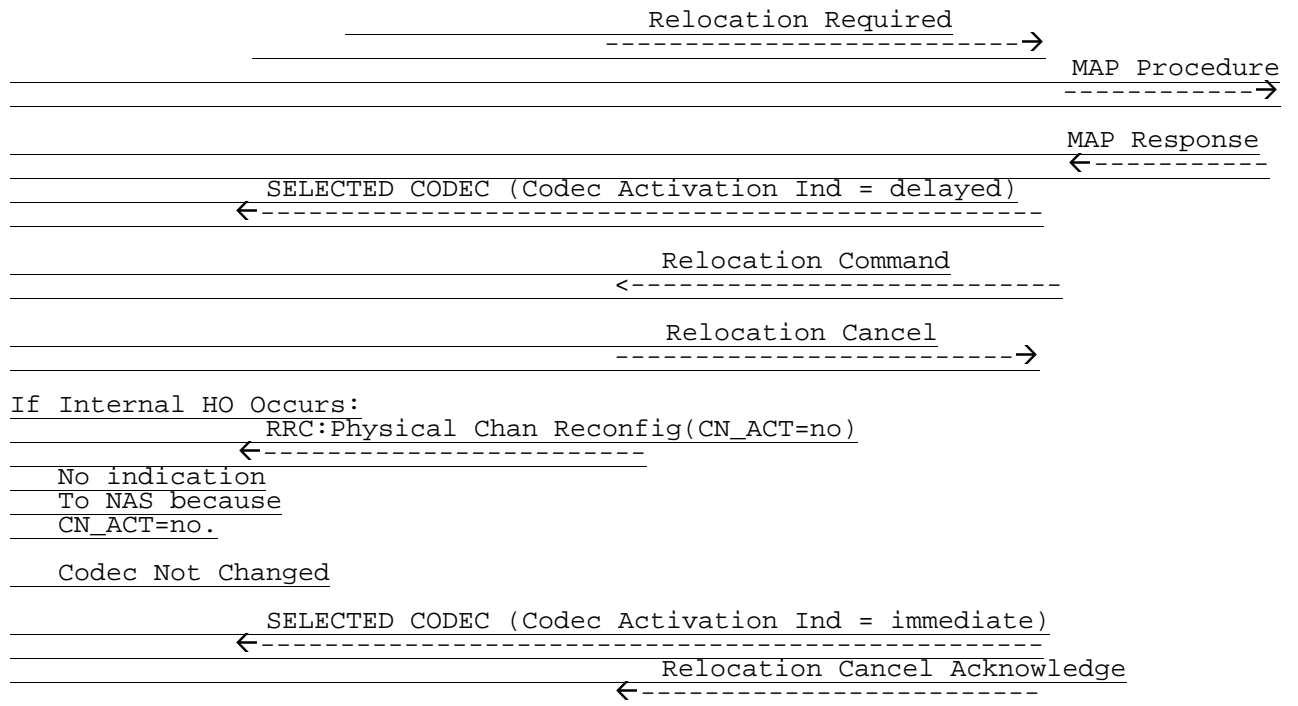 Relocation Required
-------------------------->
MAP Procedure
------------>
MAP Response
<-----------
SELECTED CODEC (Codec Activation Ind = delayed)
<-------------------------------------------------
Relocation Command
<---------------------------
Relocation Cancel
------------------------->
If Internal HO Occurs:
RRC:Physical Chan Reconfig(CN_ACT=no)
<------------------------
No indication
To NAS because
CN_ACT=no.
Codec Not Changed
SELECTED CODEC (Codec Activation Ind = immediate)
<-------------------------------------------------
Relocation Cancel Acknowledge
<-------------------------